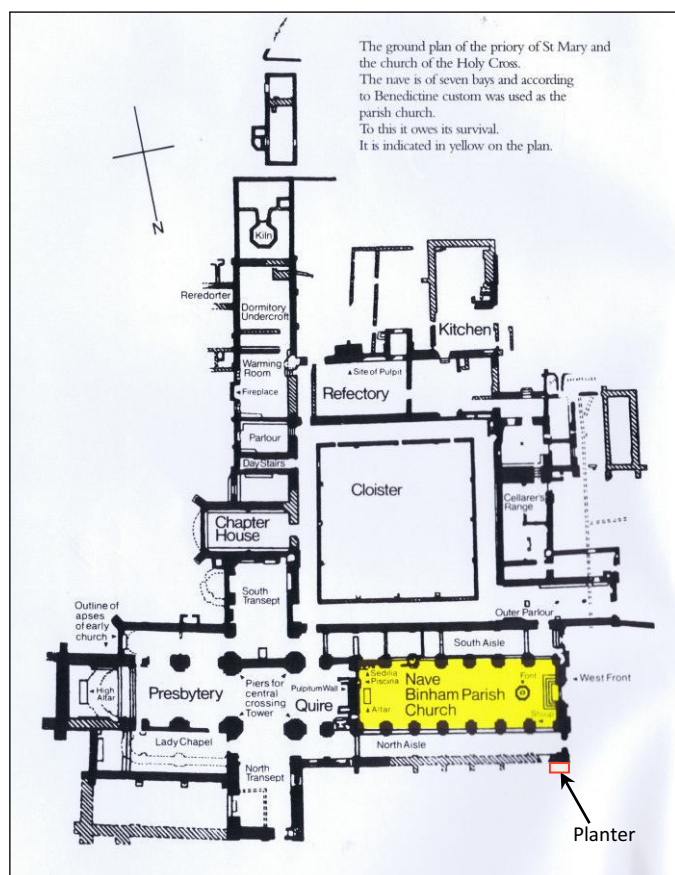 The ground plan of the priory of St Mary and
the church of the Holy Cross.
The nave is of seven bays and according
to Benedictine custom was used as the
parish church.
To this it owes its survival.
It is indicated in yellow on the plan.
N
Kiln
Reredorter
Dormitory
Undercroft
Kitchen
Warming
Room
Site of Pulpit
Fireplace
Refectory
Parlour
Day Stairs
Cloister
Cellarer's
Range
Chapter
House
South
Transept
Outline of
apses
of early
church
Outer Parlour
South Aisle
High
Altar
Presbytery
Piers for
central
crossing
Tower
Pulpitum Wall
Quire
Sedilia
Piscina
Altar
Nave
Binham Parish
Church
Font
Stoup
West Front
Lady Chapel
North Aisle
North
Transept
Planter